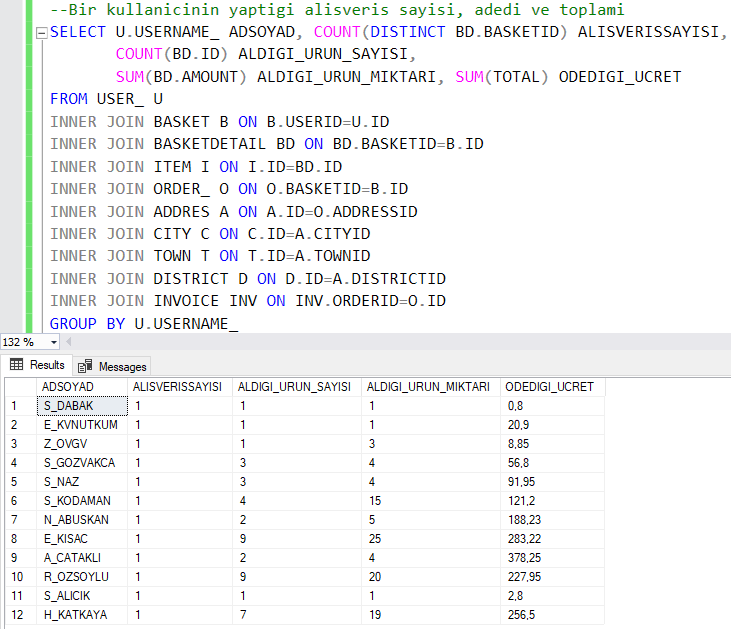 --Bir kullanicinin yaptigi alisveris sayisi, adedi ve toplami
SELECT U.USERNAME_ ADSOYAD, COUNT(DISTINCT BD.BASKETID) ALISVERISSAYISI,
COUNT(BD.ID) ALDIGI_URUN_SAYISI,
SUM(BD.AMOUNT) ALDIGI_URUN_MIKTARI, SUM(TOTAL) ODEDIGI_UCRET
FROM USER_ U
INNER JOIN BASKET B ON B.USERID=U.ID
INNER JOIN BASKETDETAIL BD ON BD.BASKETID=B.ID
INNER JOIN ITEM I ON I.ID=BD.ID
INNER JOIN ORDER_ O ON O.BASKETID=B.ID
INNER JOIN ADDRES A ON A.ID=O.ADDRESSID
INNER JOIN CITY C ON C.ID=A.CITYID
INNER JOIN TOWN T ON T.ID=A.TOWNID
INNER JOIN DISTRICT D ON D.ID=A.DISTRICTID
INNER JOIN INVOICE INV ON INV.ORDERID=O.ID
GROUP BY U.USERNAME_
132 %
Results Messages
ADSOYAD ALISVERISSAYISI ALDIGI_URUN_SAYISI ALDIGI_URUN_MIKTARI ODEDIGI_UCRET
1 S_DABAK 1 1 1 0,8
2 E_KVNUTKUM 1 1 1 20,9
3 Z_OVGV 1 1 3 8,85
4 S_GOZVAKCA 1 3 4 56,8
5 S_NAZ 1 3 4 91,95
6 S_KODAMAN 1 4 15 121,2
7 N_ABUSKAN 1 2 5 188,23
8 E_KISAC 1 9 25 283,22
9 A_CATAKLI 1 2 4 378,25
10 R_OZSOYLU 1 9 20 227,95
11 S_ALICIK 1 1 1 2,8
12 H_KATKAYA 1 7 19 256,5